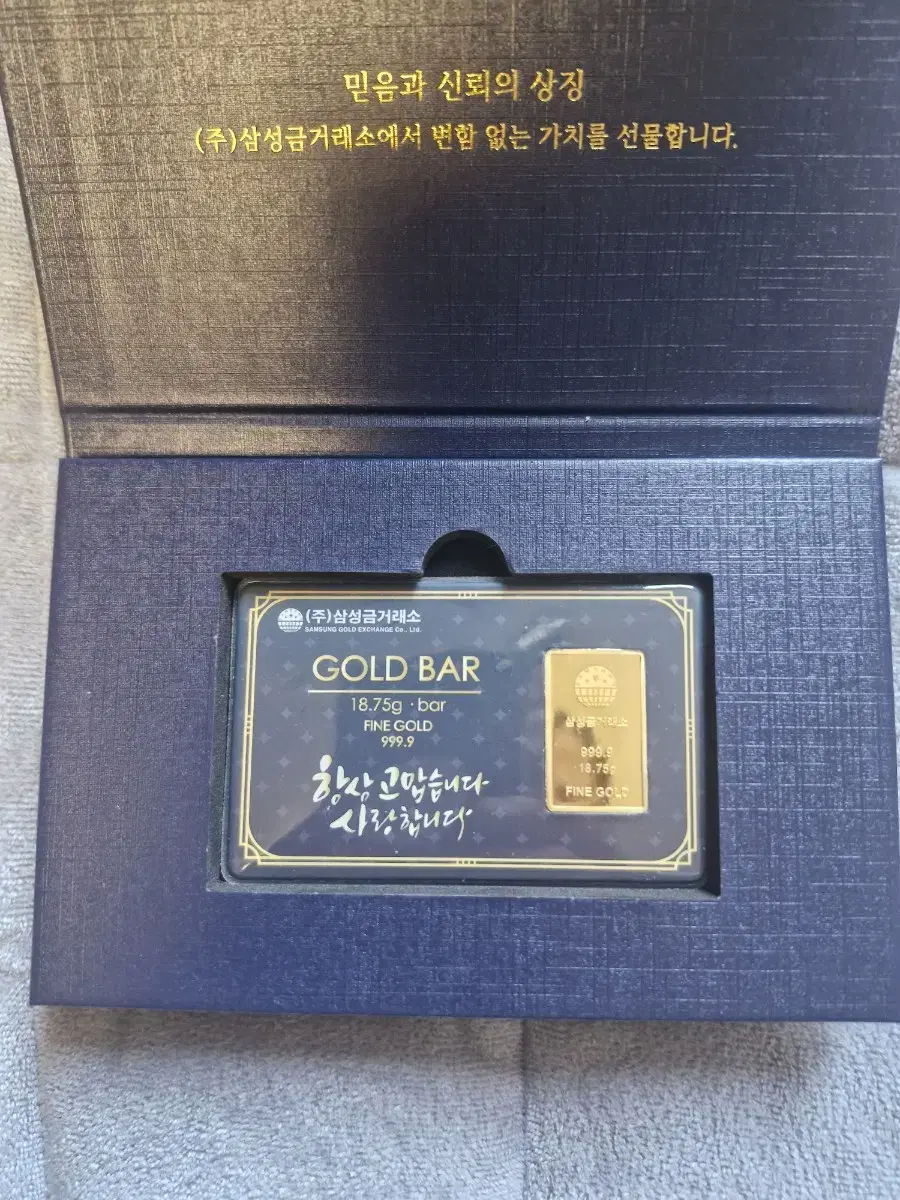 믿음과 신뢰의 상징
(주)삼성금거래소에서 변함 없는 가치를 선물합니다.
(주)삼성금거래소
SAMSUNG GOLD EXCHANGE Co., Ltd.
GOLD BAR
18.75g · bar
FINE GOLD
999.9
항상 고맙습니다
사랑합니다
삼성금거래소
999.9
18.75g
FINE GOLD